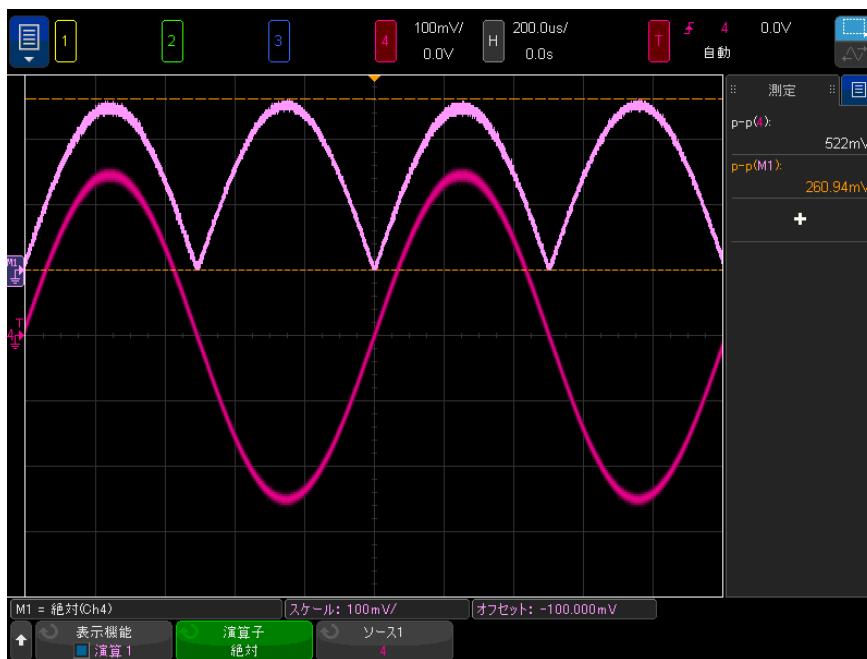 1 2 3 4 100mV/ H 200.0us/ T 4 0.0V
0.0V 0.0s 自動
測定
p-p(4):
522mV
p-p(M1):
260.94mV
+
M1
T
4
M1 = 絶対(Ch4) スケール: 100mV/ オフセット: -100.000mV
表示機能 演算子 ソース1
演算 1 絶対 4